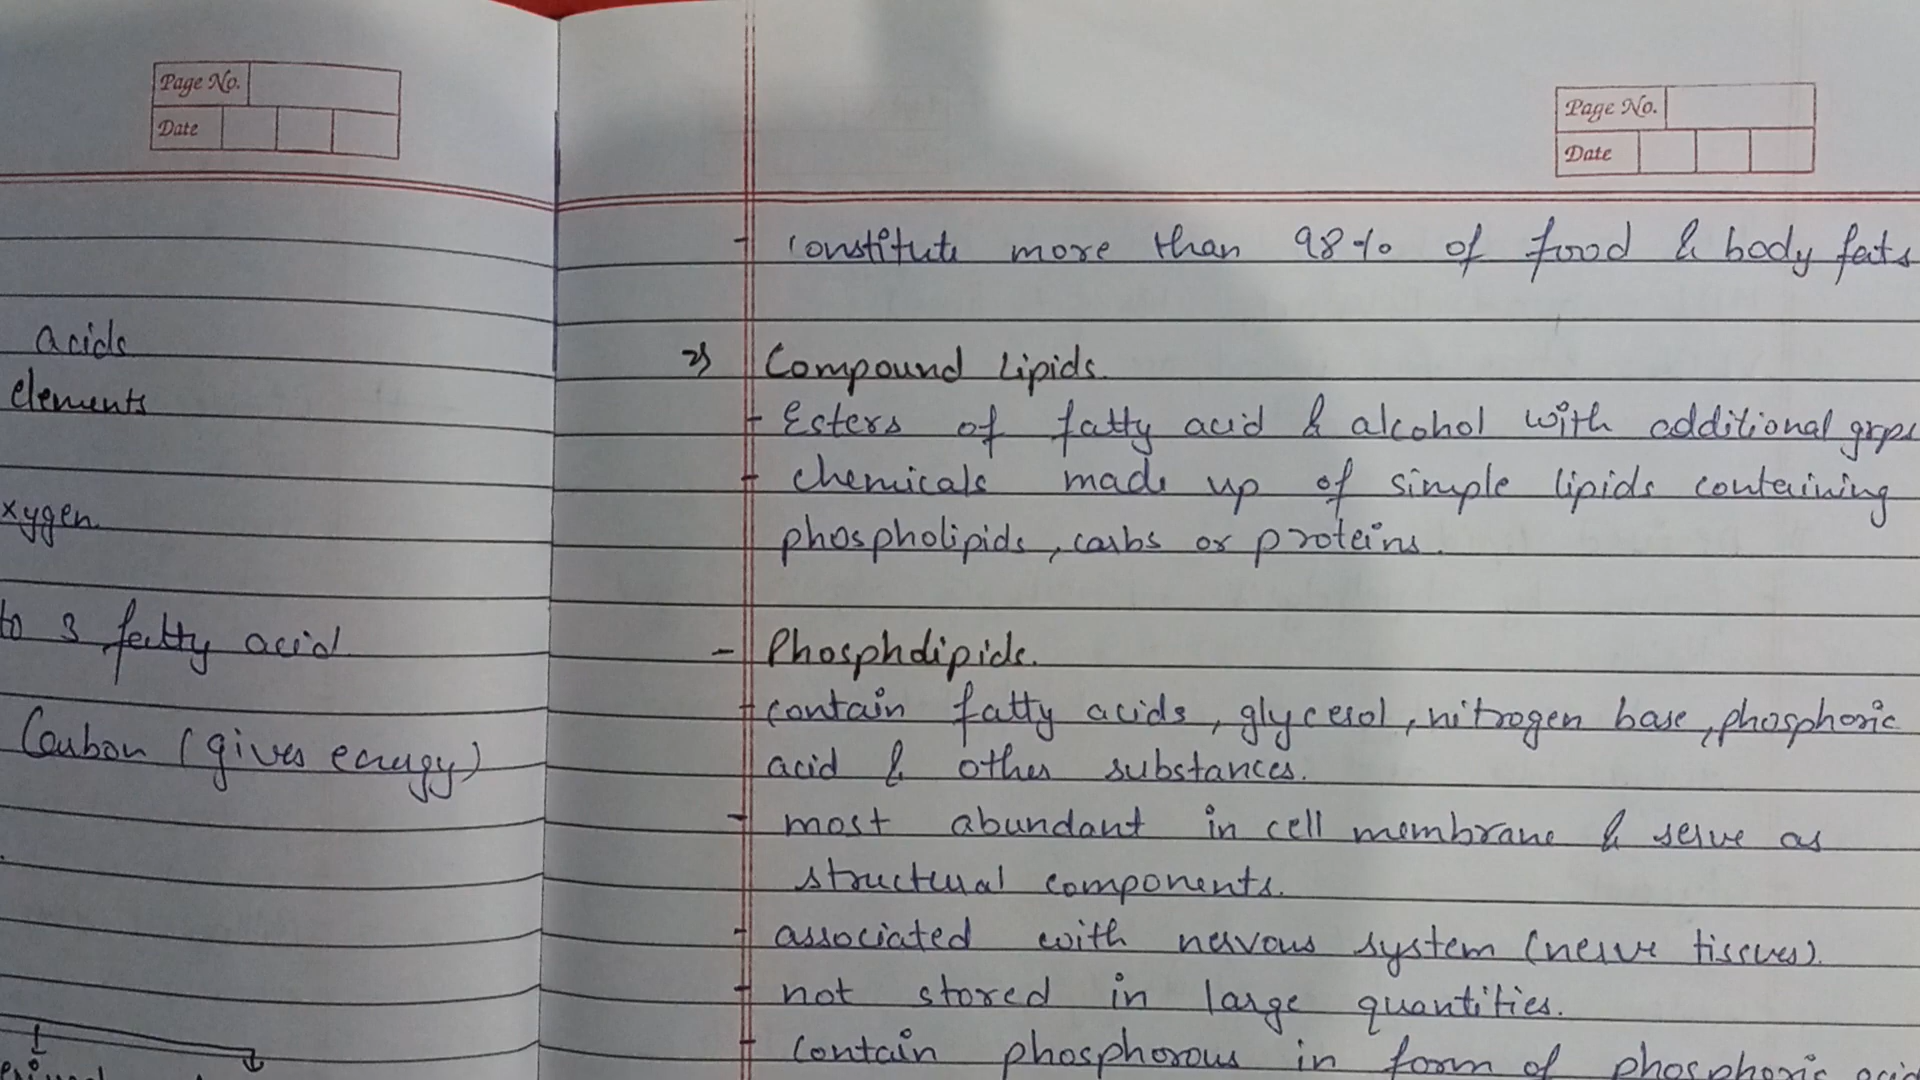 Page No.
Date
acids
elements
xygen
to 3 fatty acid
Carbon (gives energy)
Page No.
Date
- constitute more than 98% of food & body fats
2) Compound Lipids.
- Esters of fatty acid & alcohol with additional grps
- chemicals made up of simple lipids containing
phospholipids, carbs or proteins.
- Phospholipids.
- contain fatty acids, glycerol, nitrogen base, phosphoric
acid & other substances.
- most abundant in cell membrane & serve as
structural components.
- associated with nervous system (nerve tissues).
- not stored in large quantities.
- contain phosphorous in form of phosphoric acid